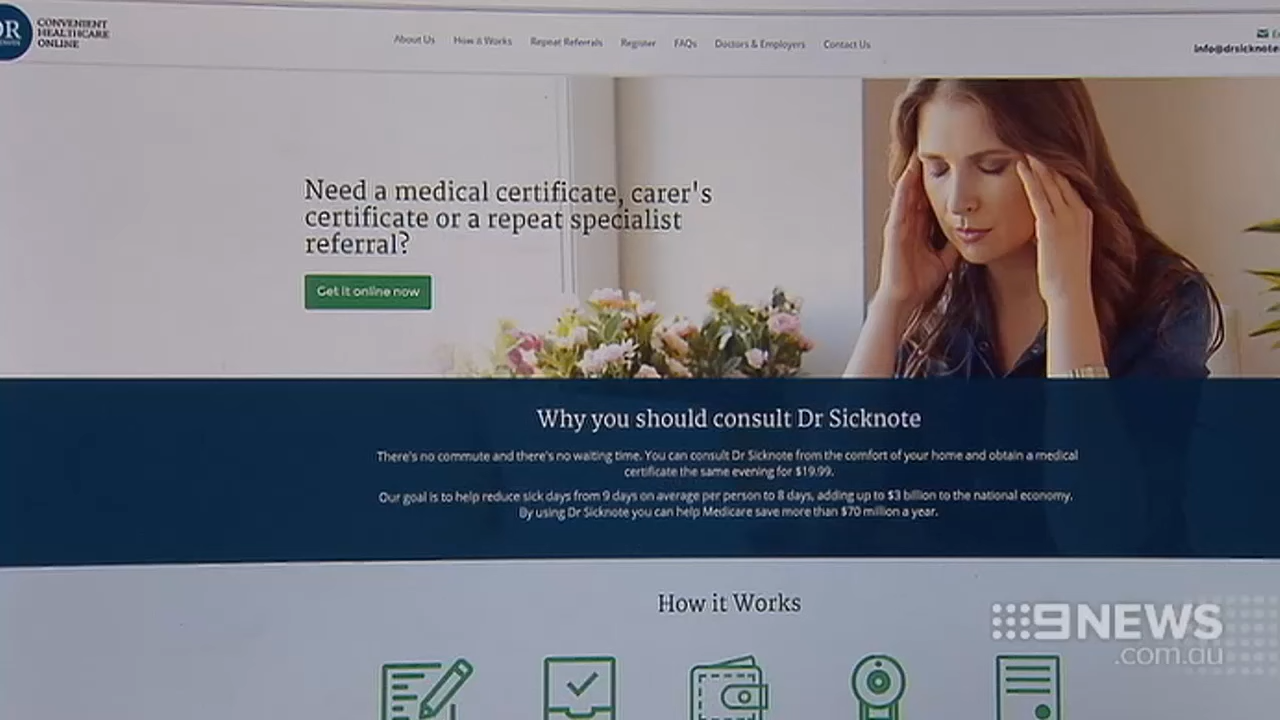 DR
CONVENIENT
HEALTHCARE
ONLINE
About Us How it Works Repeat Referrals Register FAQs Doctors & Employers Contact Us
info@drsicknote
Need a medical certificate, carer's
certificate or a repeat specialist
referral?
Get it online now
Why you should consult Dr Sicknote
There's no commute and there's no waiting time. You can consult Dr Sicknote from the comfort of your home and obtain a medical
certificate the same evening for $19.99.
Our goal is to help reduce sick days from 9 days on average per person to 8 days, adding up to $3 billion to the national economy.
By using Dr Sicknote you can help Medicare save more than $70 million a year.
How it Works
9NEWS
.com.au